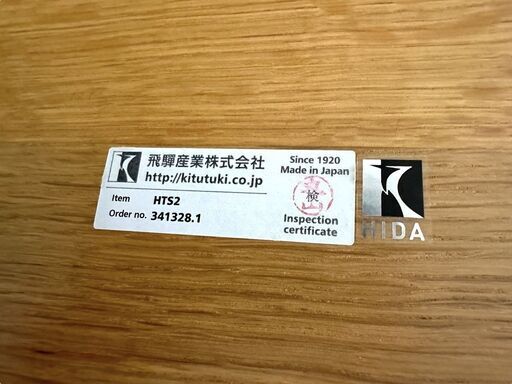 飛騨産業株式会社
http://kitutuki.co.jp
Item HTS2
Order no. 341328.1
Since 1920
Made in Japan
検
Inspection
certificate
HIDA